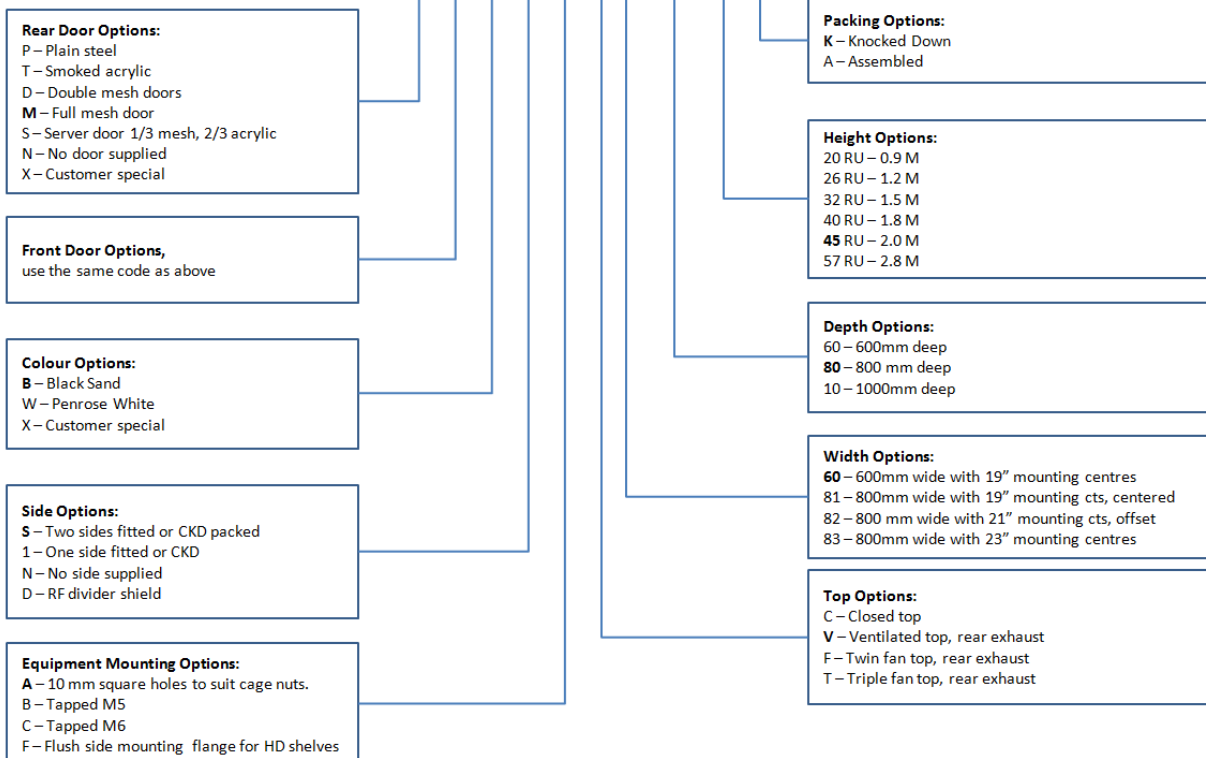 Rear Door Options:
P – Plain steel
T – Smoked acrylic
D – Double mesh doors
M – Full mesh door
S – Server door 1/3 mesh, 2/3 acrylic
N – No door supplied
X – Customer special
Front Door Options,
use the same code as above
Colour Options:
B – Black Sand
W – Penrose White
X – Customer special
Side Options:
S – Two sides fitted or CKD packed
1 – One side fitted or CKD
N – No side supplied
D – RF divider shield
Equipment Mounting Options:
A – 10 mm square holes to suit cage nuts.
B – Tapped M5
C – Tapped M6
F – Flush side mounting flange for HD shelves
Packing Options:
K – Knocked Down
A – Assembled
Height Options:
20 RU – 0.9 M
26 RU – 1.2 M
32 RU – 1.5 M
40 RU – 1.8 M
45 RU – 2.0 M
57 RU – 2.8 M
Depth Options:
60 – 600mm deep
80 – 800 mm deep
10 – 1000mm deep
Width Options:
60 – 600mm wide with 19” mounting centres
81 – 800mm wide with 19” mounting cts, centered
82 – 800 mm wide with 21” mounting cts, offset
83 – 800mm wide with 23” mounting centres
Top Options:
C – Closed top
V – Ventilated top, rear exhaust
F – Twin fan top, rear exhaust
T – Triple fan top, rear exhaust